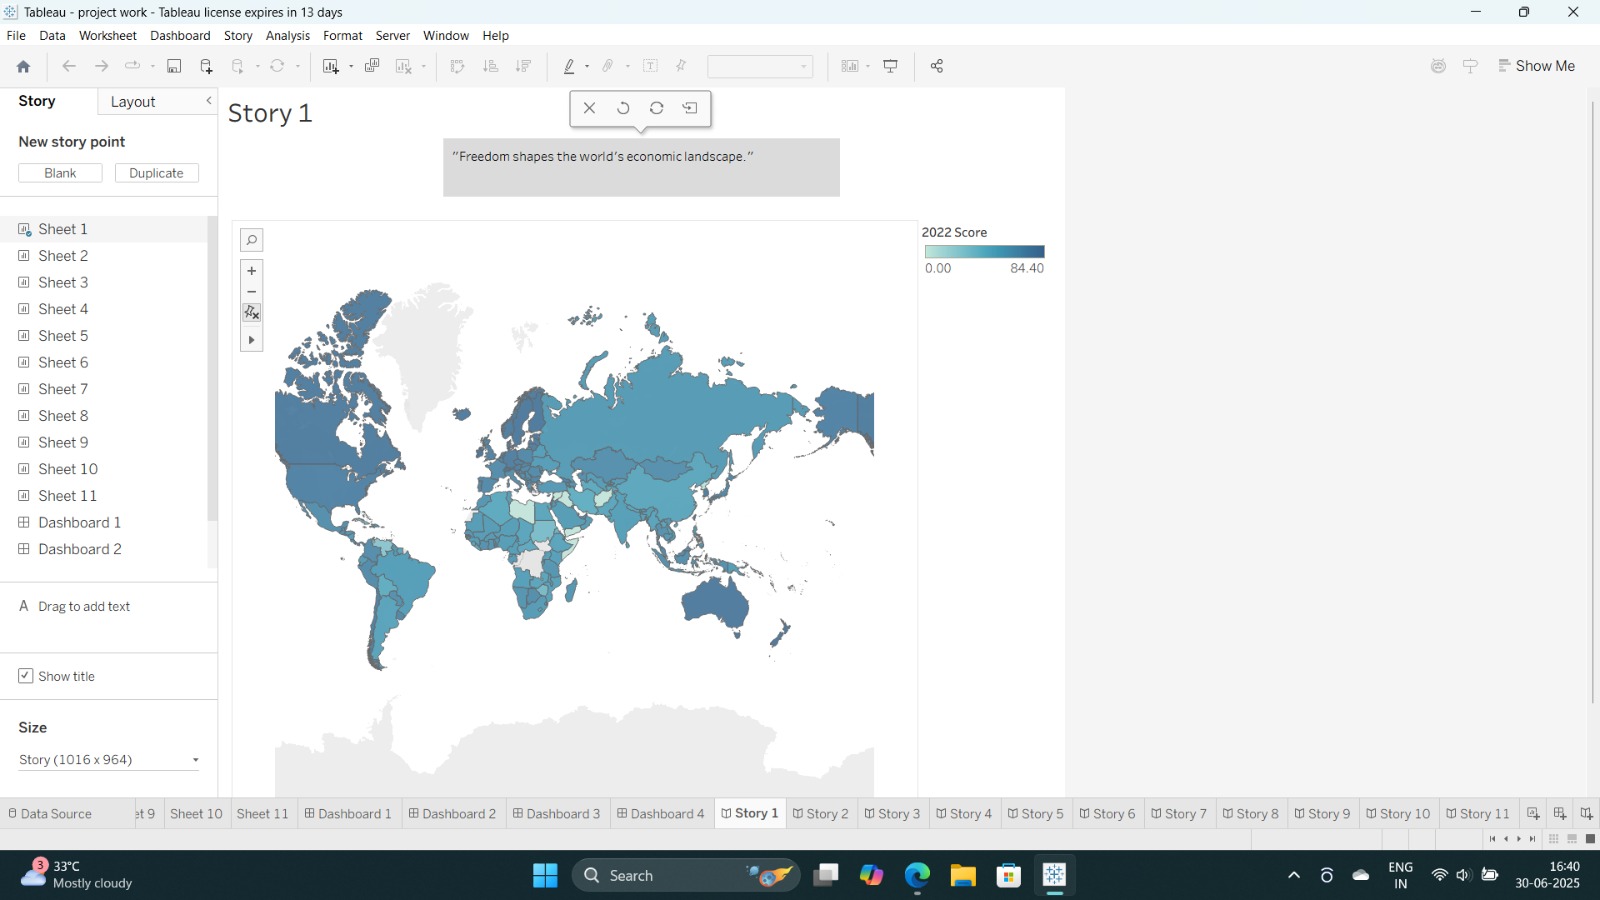 Tableau - project work - Tableau license expires in 13 days
File Data Worksheet Dashboard Story Analysis Format Server Window Help
Show Me
Story Layout
New story point
Blank Duplicate
Sheet 1
Sheet 2
Sheet 3
Sheet 4
Sheet 5
Sheet 6
Sheet 7
Sheet 8
Sheet 9
Sheet 10
Sheet 11
Dashboard 1
Dashboard 2
A Drag to add text
Show title
Size
Story (1016 x 964)
Story 1
"Freedom shapes the world's economic landscape."
2022 Score
0.00 84.40
Data Source et 9 Sheet 10 Sheet 11 Dashboard 1 Dashboard 2 Dashboard 3 Dashboard 4 Story 1 Story 2 Story 3 Story 4 Story 5 Story 6 Story 7 Story 8 Story 9 Story 10 Story 11
3
33°C
Mostly cloudy
Search
ENG
IN
16:40
30-06-2025